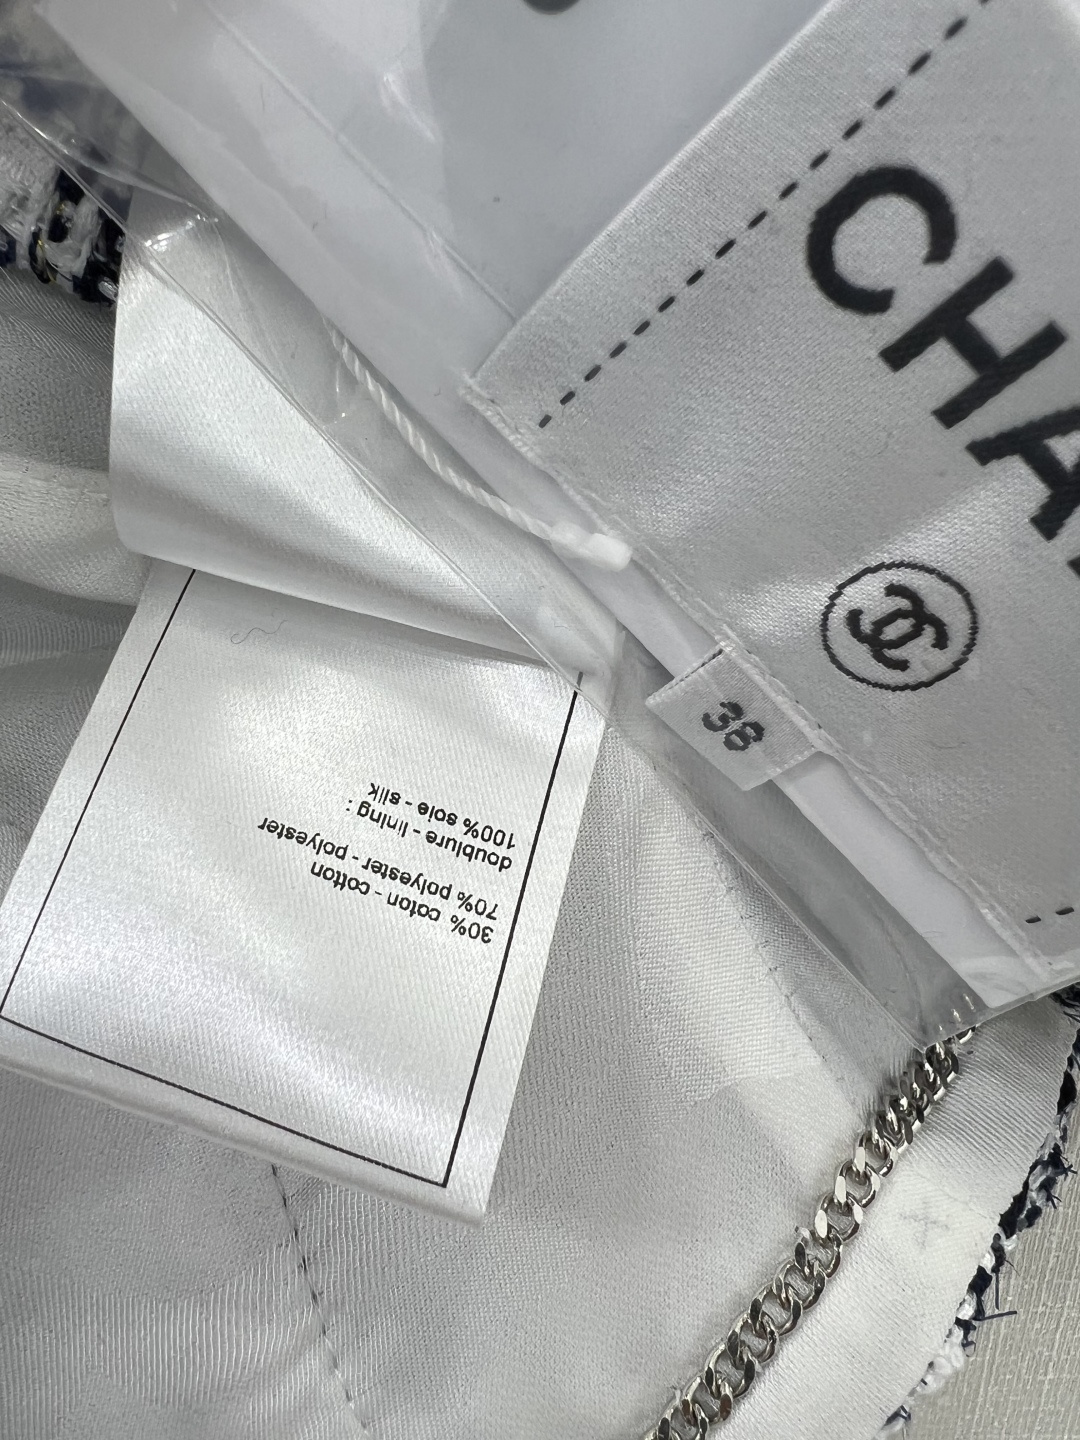 CHA
38
30% coton - cotton
70% polyester - polyester
doublure - lining :
100% soie - silk